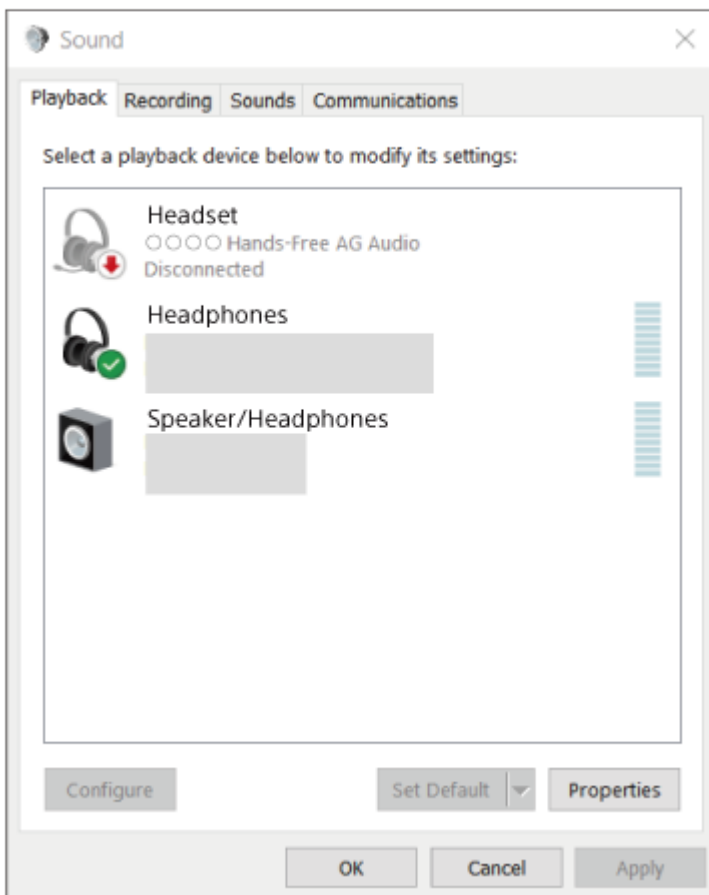 Sound
Playback Recording Sounds Communications
Select a playback device below to modify its settings:
Headset
○○○○ Hands-Free AG Audio
Disconnected
Headphones
Speaker/Headphones
Configure Set Default Properties
OK Cancel Apply